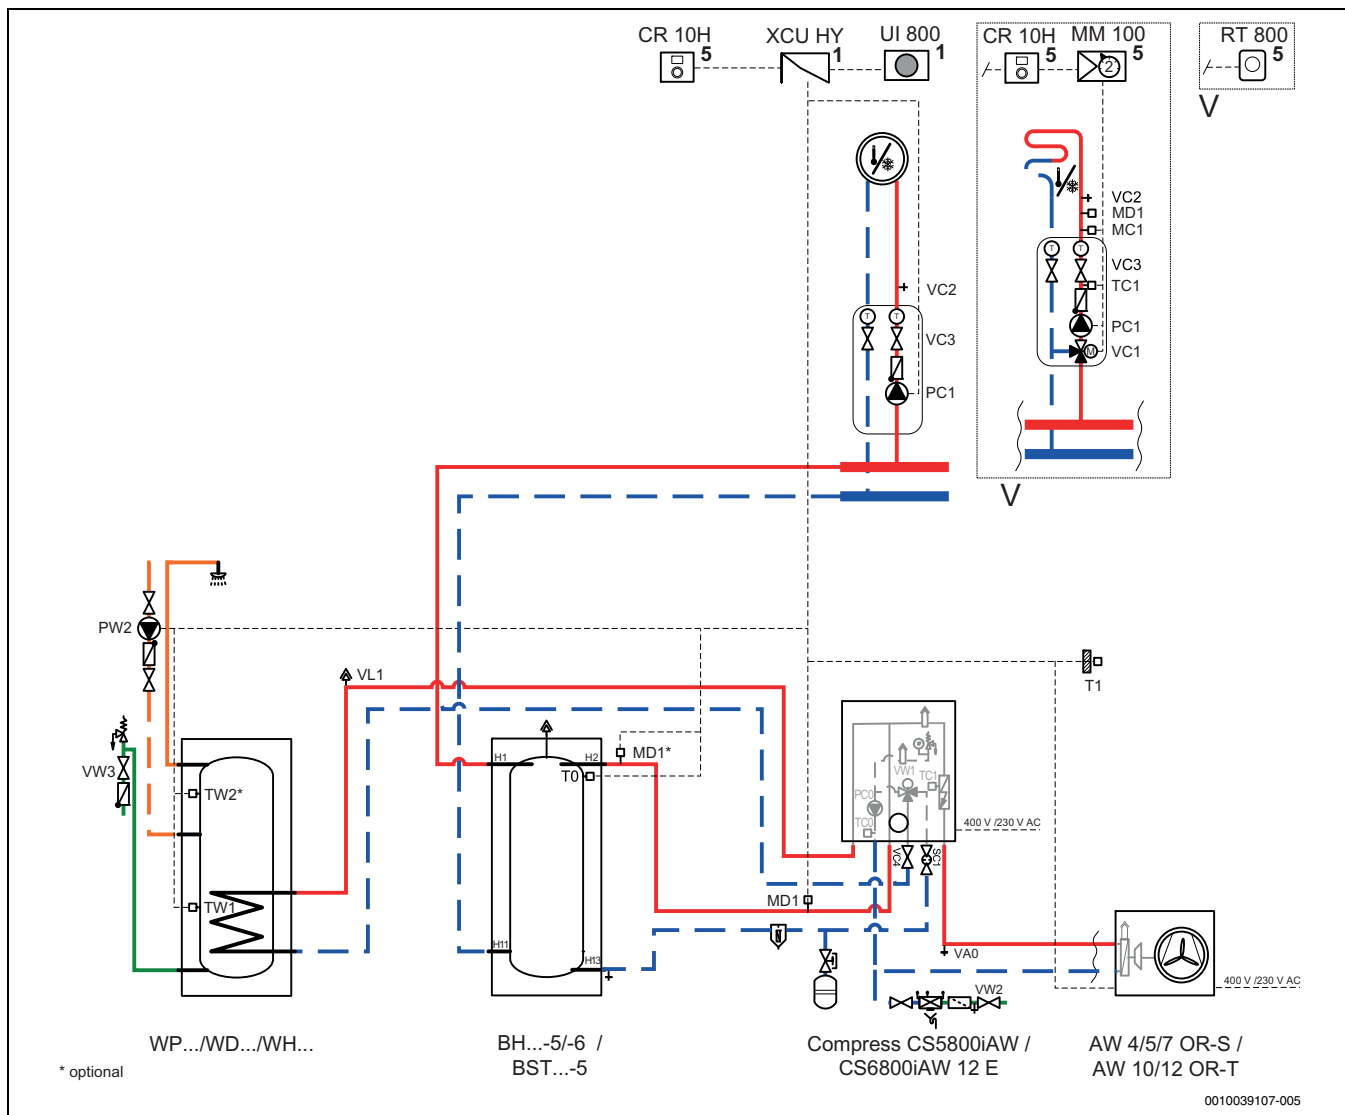 CR 10H
5
XCU HY
1
UI 800
1
CR 10H
5
MM 100
5
2
RT 800
5
V
VC2
MD1
MC1
T
T
VC3
TC1
PC1
M
VC1
VC2
T
T
VC3
PC1
V
PW2
VL1
T1
VW3
H1
H2
MD1*
T0
TW2*
VW1
TC1
PC0
TC0
400 V /230 V AC
VC4
SC1
TW1
MD1
H11
H13
VA0
VW2
400 V /230 V AC
WP.../WD.../WH...
BH...-5/-6 /
BST...-5
Compress CS5800iAW /
CS6800iAW 12 E
AW 4/5/7 OR-S /
AW 10/12 OR-T
* optional
0010039107-005